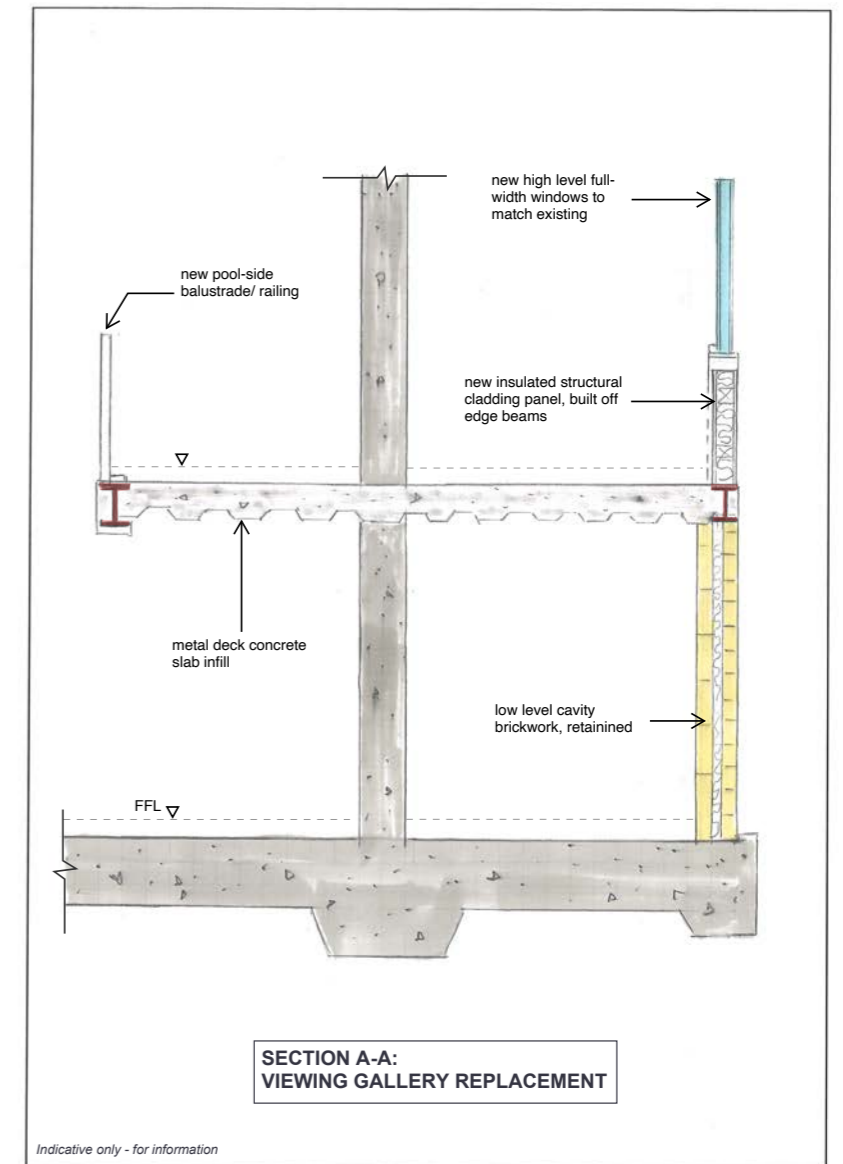 new high level full-
width windows to
match existing
new pool-side
balustrade/ railing
new insulated structural
cladding panel, built off
edge beams
metal deck concrete
slab infill
low level cavity
brickwork, retainined
FFL
SECTION A-A:
VIEWING GALLERY REPLACEMENT
Indicative only - for information